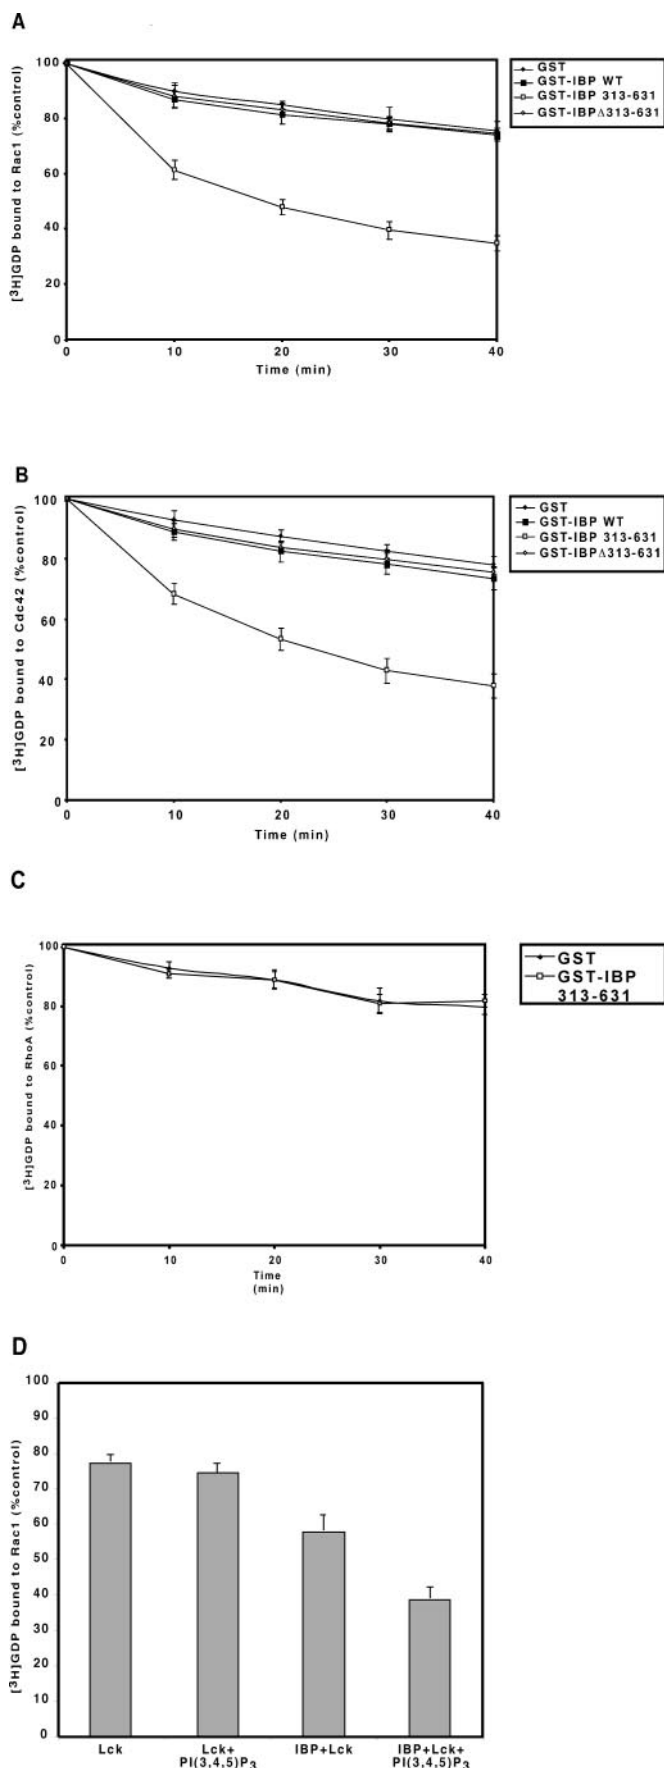 A
[³H]GDP bound to Rac1 (%control)
100
80
60
40
20
0
0
10
20
30
40
Time (min)
GST
GST-IBP WT
GST-IBP 313-631
GST-IBPΔ313-631
B
[³H]GDP bound to Cdc42 (%control)
100
80
60
40
20
0
0
10
20
30
40
Time (min)
GST
GST-IBP WT
GST-IBP 313-631
GST-IBPΔ313-631
C
[³H]GDP bound to RhoA (%control)
100
80
60
40
20
0
0
10
20
30
40
Time
(min)
GST
GST-IBP
313-631
D
[³H]GDP bound to Rac1 (%control)
100
90
80
70
60
50
40
30
20
10
0
Lck
Lck+
PI(3,4,5)P₃
IBP+Lck
IBP+Lck+
PI(3,4,5)P₃